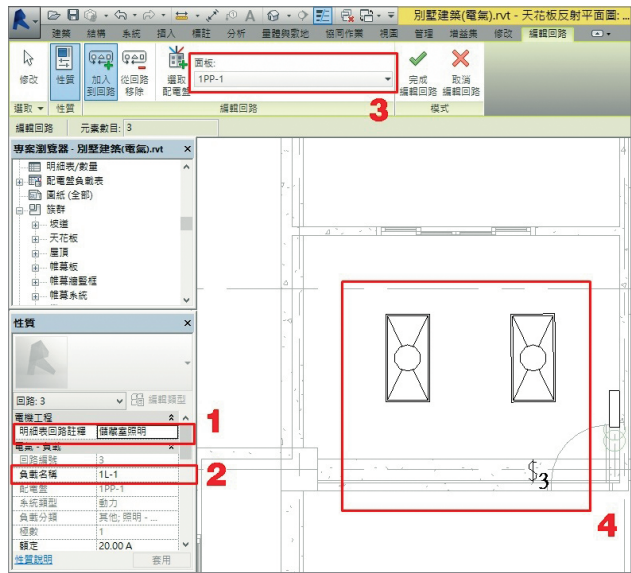 別墅建築(電氣).rvt - 天花板反射平面圖: ...
建築 結構 系統 插入 標註 分析 量體與敷地 協同作業 視圖 管理 增益集 修改 編輯回路
修改 性質 加入到回路 從回路移除 選取配電盤
面板:
1PP-1
完成編輯回路 取消編輯回路
選取 性質 編輯回路 模式
3
編輯回路 元素數目: 3
專案瀏覽器 - 別墅建築(電氣).rvt
明細表/數量
配電盤負載表
圖紙 (全部)
族群
坡道
天花板
屋頂
帷幕板
帷幕牆豎框
帷幕系統
性質
回路: 3 編輯類型
電機工程
明細表回路註釋 儲藏室照明
1
電氣 - 負載
回路編號 3
負載名稱 1L-1
2
配電盤 1PP-1
系統類型 動力
負載分類 其他; 照明 - ...
極數 1
額定 20.00 A
性質說明 套用
$3
4